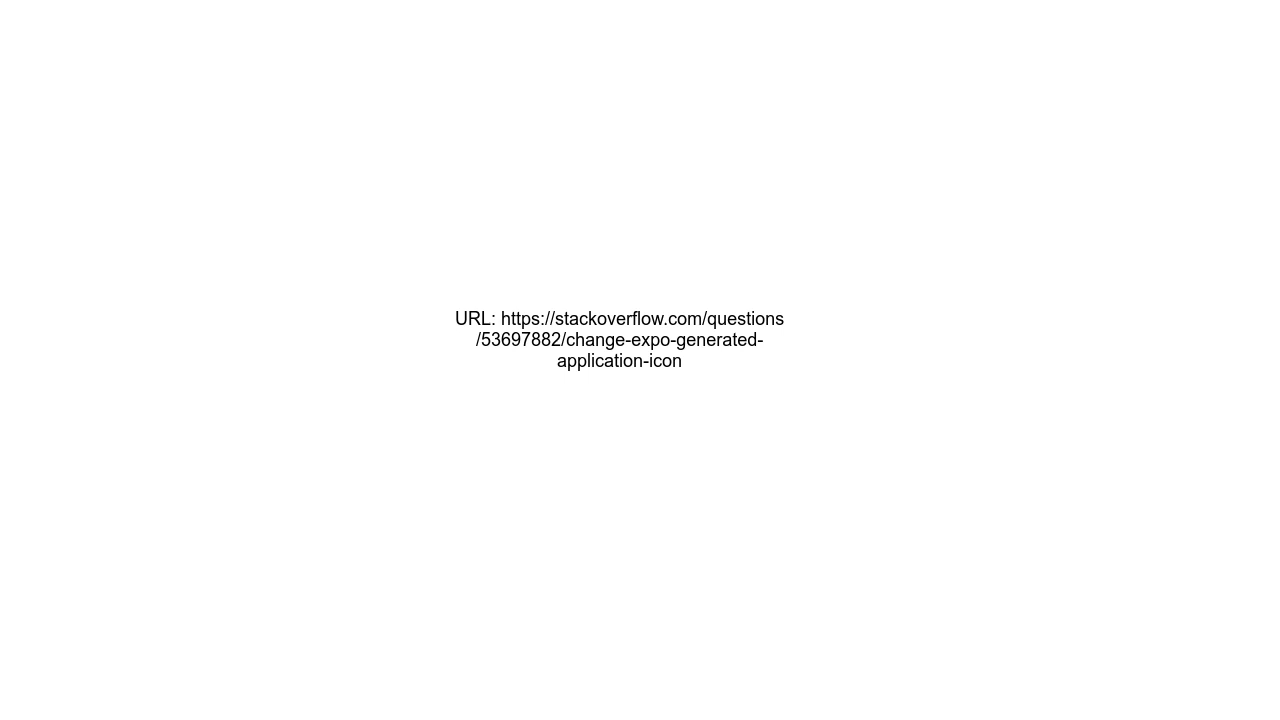 URL: https://stackoverflow.com/questions
/53697882/change-expo-generated-
application-icon